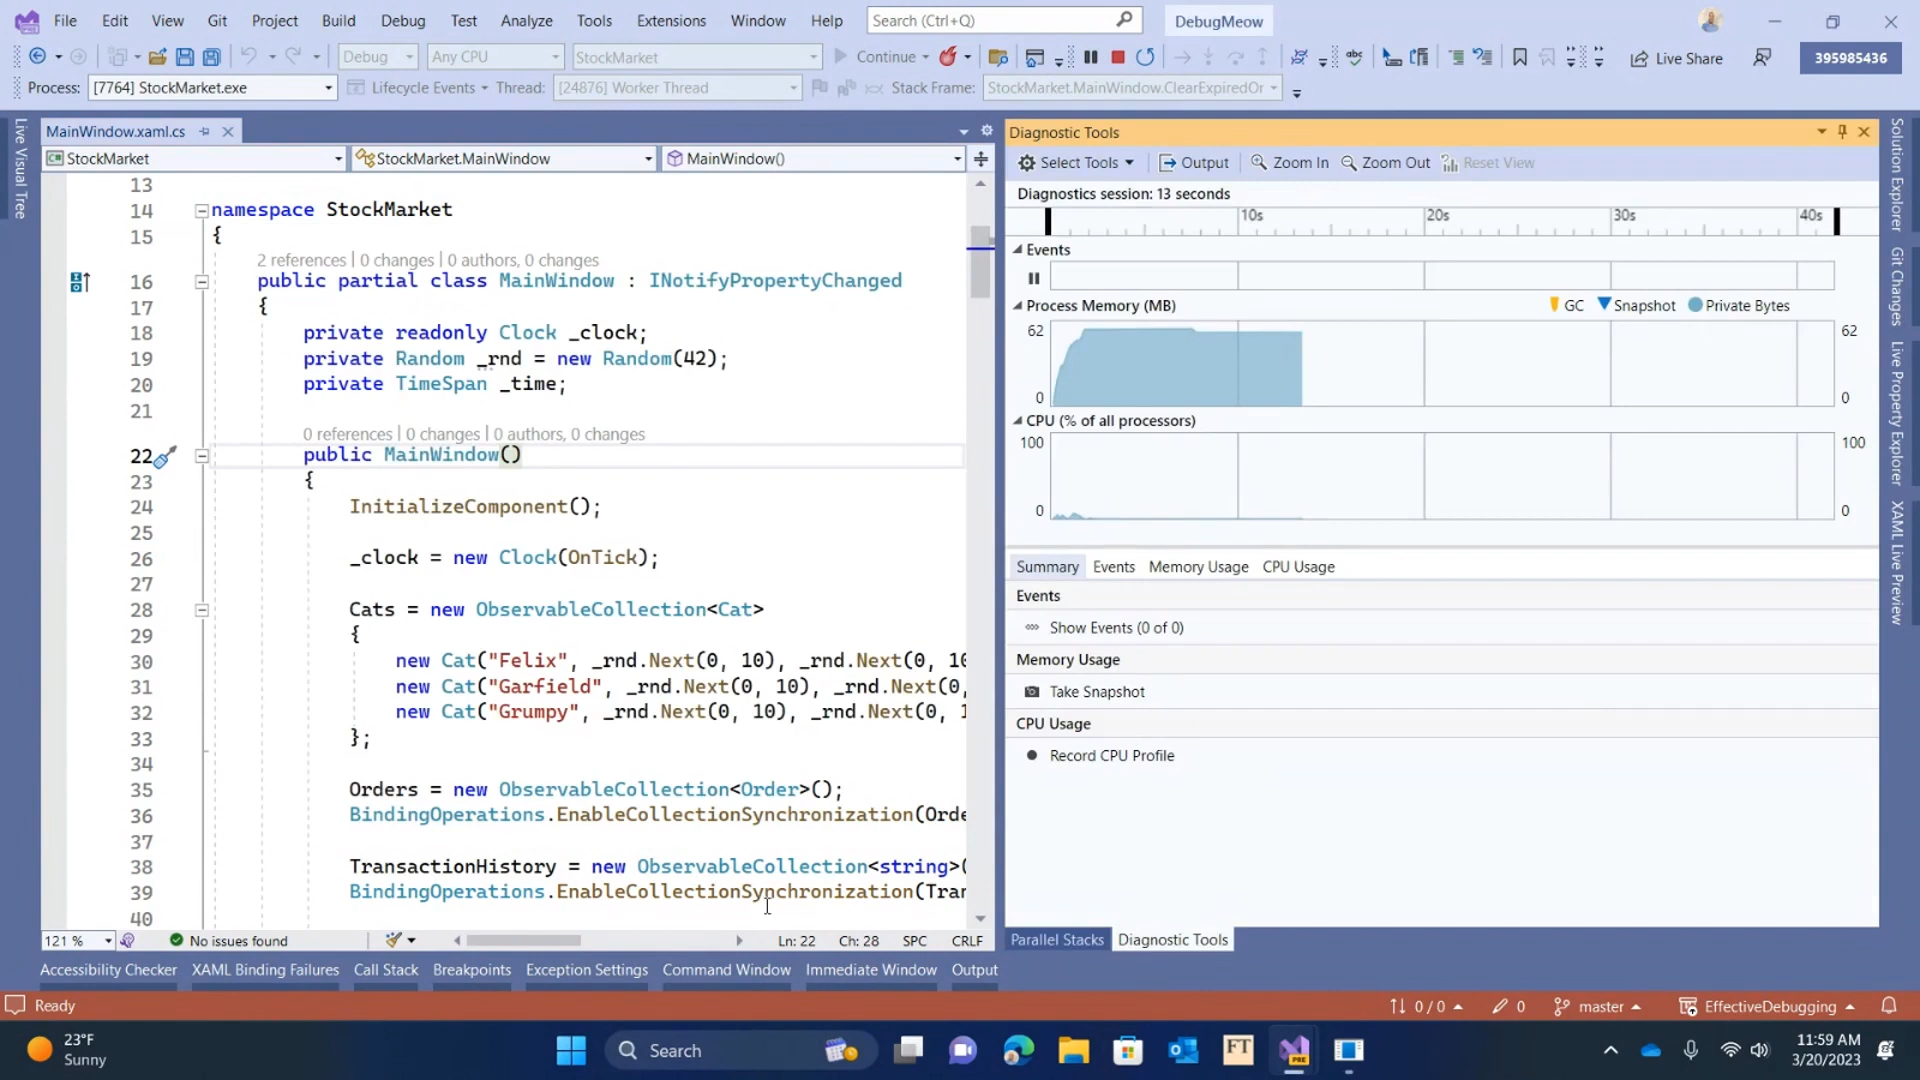 File Edit View Git Project Build Debug Test Analyze Tools Extensions Window Help Search (Ctrl+Q) DebugMeow
Debug Any CPU StockMarket Continue Live Share 395985436
Process: [7764] StockMarket.exe Lifecycle Events Thread: [24876] Worker Thread Stack Frame: StockMarket.MainWindow.ClearExpiredOr
Live Visual Tree
MainWindow.xaml.cs
StockMarket StockMarket.MainWindow MainWindow()
13
14 namespace StockMarket
15 {
2 references | 0 changes | 0 authors, 0 changes
16 public partial class MainWindow : INotifyPropertyChanged
17 {
18 private readonly Clock _clock;
19 private Random _rnd = new Random(42);
20 private TimeSpan _time;
21
0 references | 0 changes | 0 authors, 0 changes
22 public MainWindow()
23 {
24 InitializeComponent();
25
26 _clock = new Clock(OnTick);
27
28 Cats = new ObservableCollection<Cat>
29 {
30 new Cat("Felix", _rnd.Next(0, 10), _rnd.Next(0, 10
31 new Cat("Garfield", _rnd.Next(0, 10), _rnd.Next(0,
32 new Cat("Grumpy", _rnd.Next(0, 10), _rnd.Next(0, 1
33 };
34
35 Orders = new ObservableCollection<Order>();
36 BindingOperations.EnableCollectionSynchronization(Orde
37
38 TransactionHistory = new ObservableCollection<string>(
39 BindingOperations.EnableCollectionSynchronization(Tran
40
121 % No issues found Ln: 22 Ch: 28 SPC CRLF
Diagnostic Tools
Select Tools Output Zoom In Zoom Out Reset View
Diagnostics session: 13 seconds
10s 20s 30s 40s
Events
Process Memory (MB) GC Snapshot Private Bytes
62 62
0 0
CPU (% of all processors)
100 100
0 0
Summary Events Memory Usage CPU Usage
Events
Show Events (0 of 0)
Memory Usage
Take Snapshot
CPU Usage
Record CPU Profile
Parallel Stacks Diagnostic Tools
Solution Explorer
Git Changes
Live Property Explorer
XAML Live Preview
Accessibility Checker XAML Binding Failures Call Stack Breakpoints Exception Settings Command Window Immediate Window Output
Ready 0 / 0 0 master EffectiveDebugging
23°F
Sunny
Search
FT
PRE
11:59 AM
3/20/2023